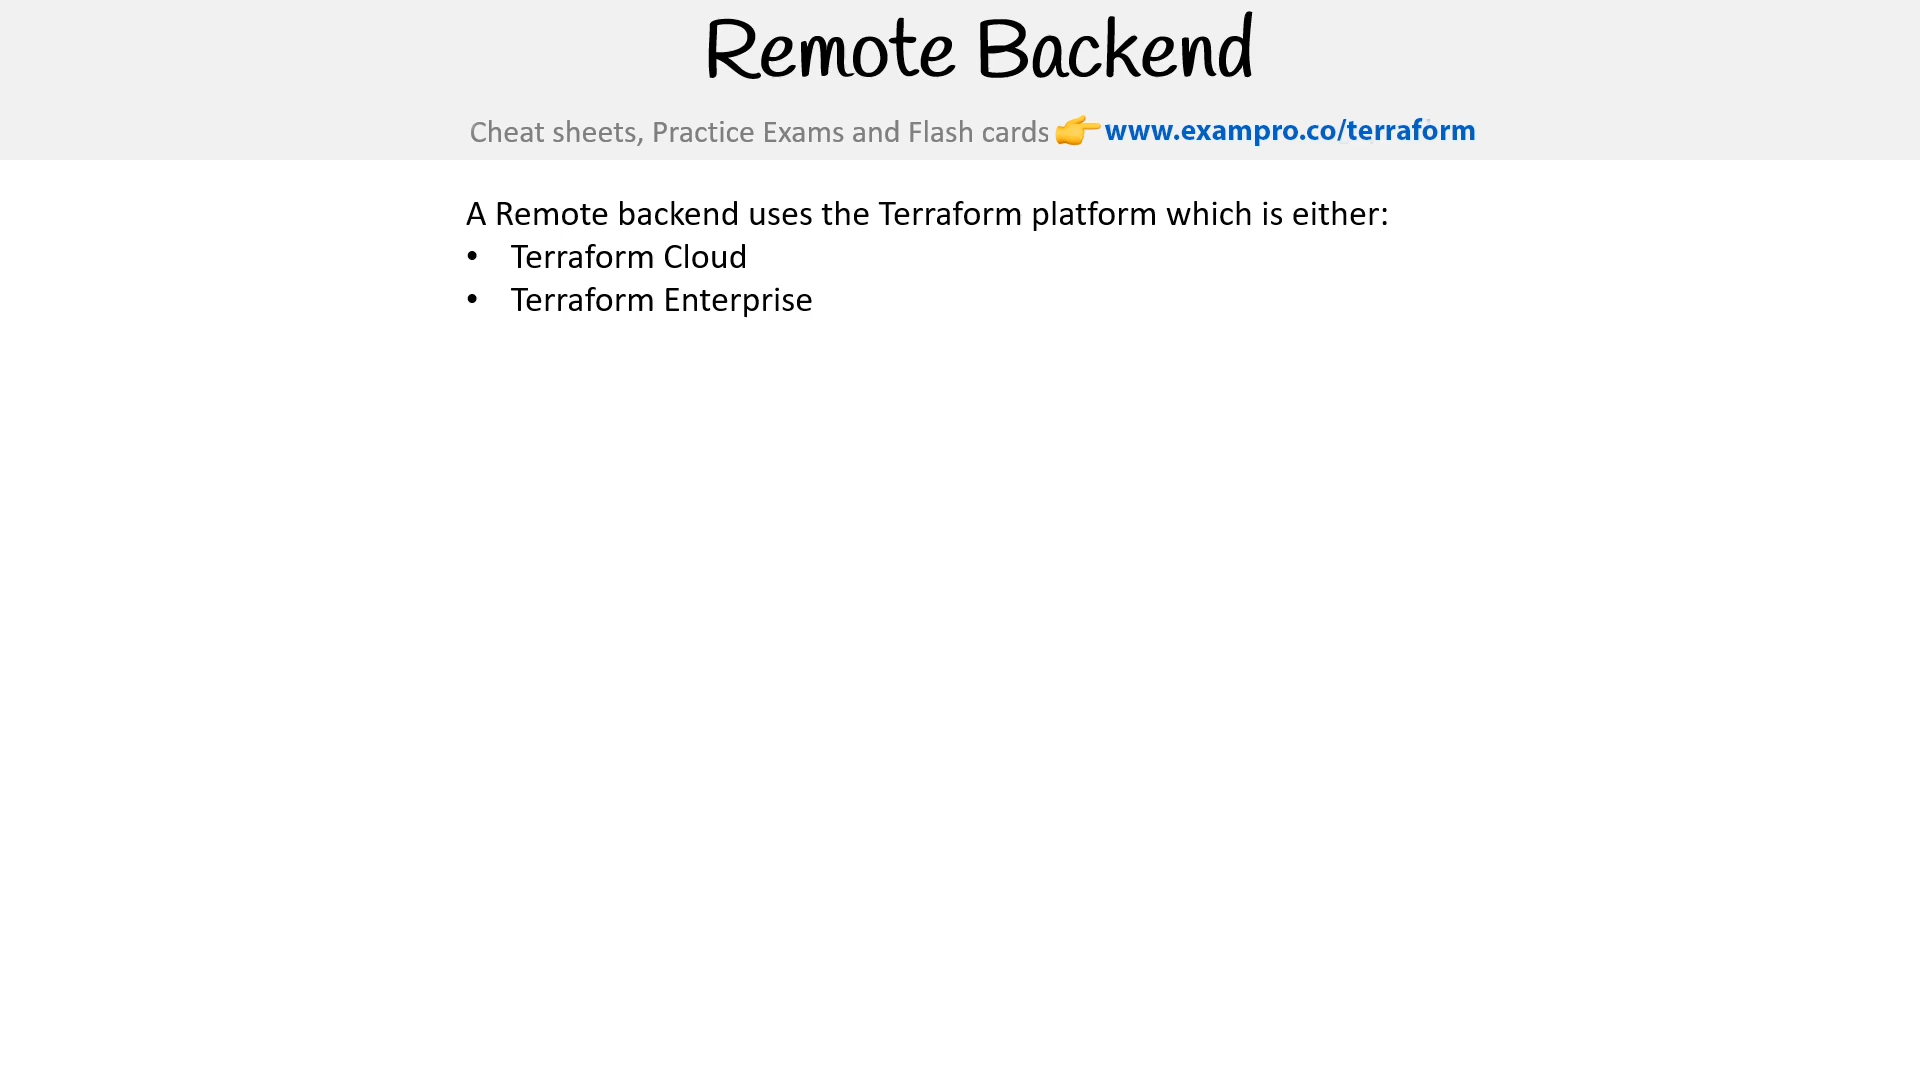 Remote Backend
Cheat sheets, Practice Exams and Flash cards 👉www.exampro.co/terraform
A Remote backend uses the Terraform platform which is either:
• Terraform Cloud
• Terraform Enterprise